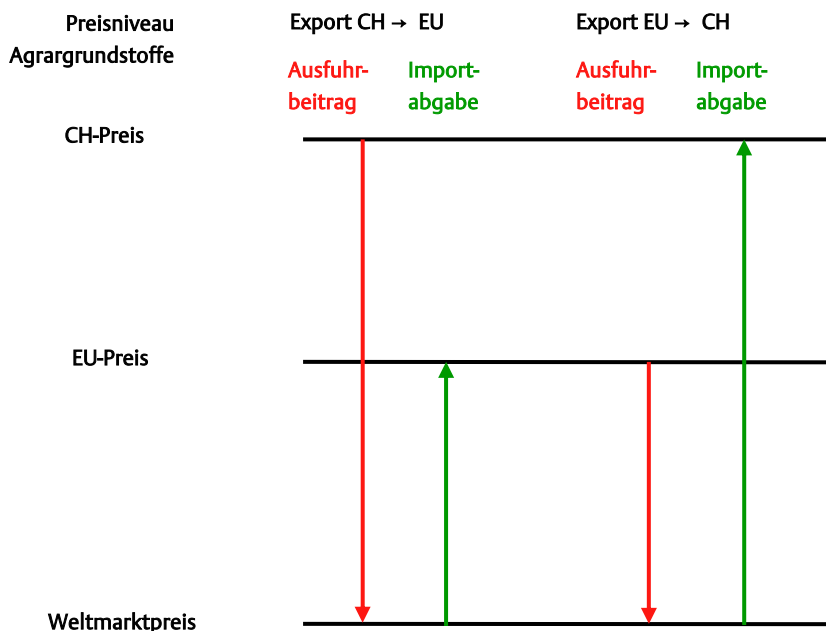 Preisniveau
Agrargrundstoffe
Export CH → EU
Export EU → CH
Ausfuhr-
beitrag
Import-
abgabe
Ausfuhr-
beitrag
Import-
abgabe
CH-Preis
EU-Preis
Weltmarktpreis